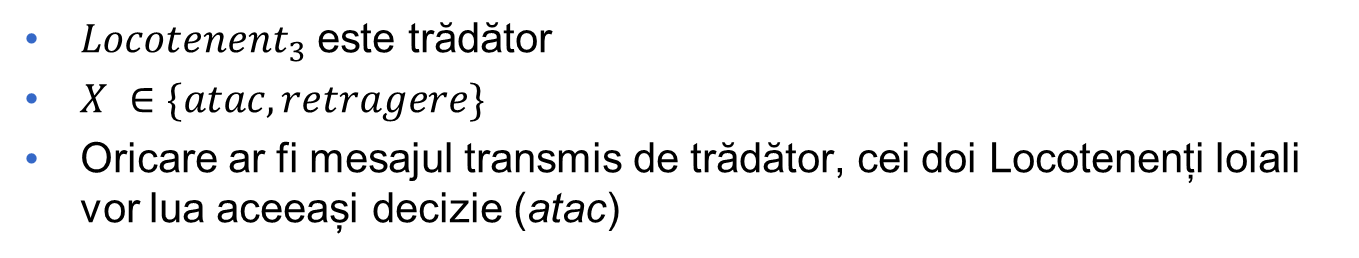 • Locotenent₃ este trădător
• X ∈ {atac, retragere}
• Oricare ar fi mesajul transmis de trădător, cei doi Locotenenți loiali
vor lua aceeași decizie (atac)